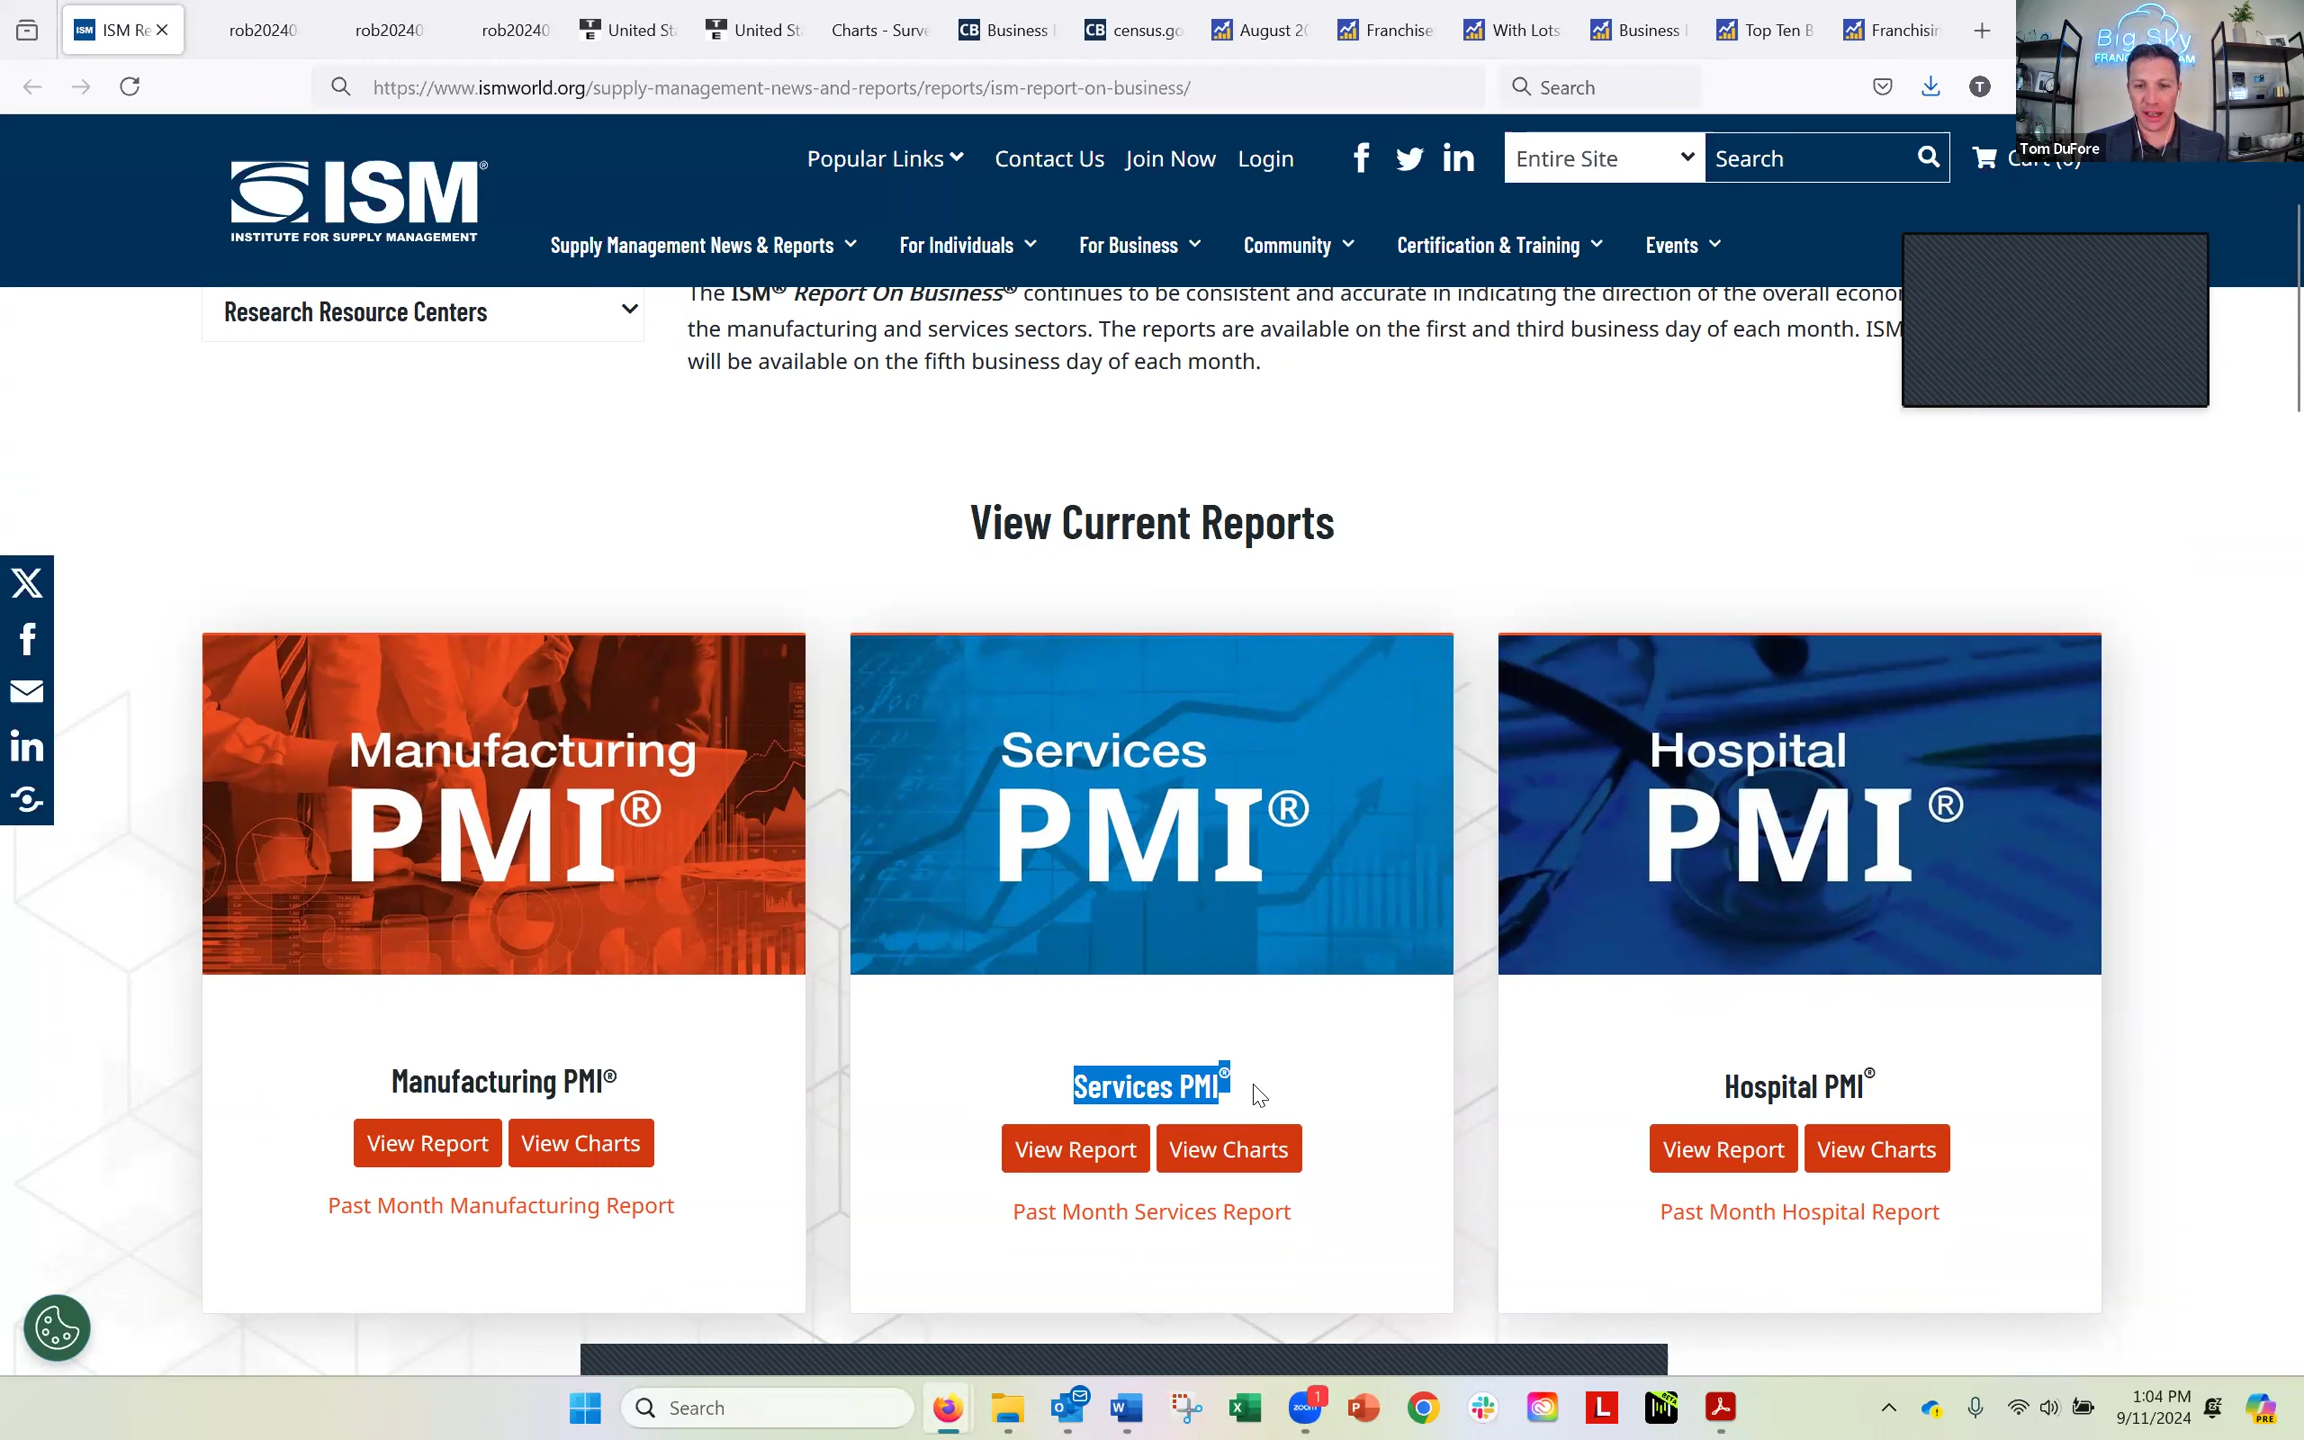 ISM Re
rob20240
rob20240
rob20240
United St
United St
Charts - Surve
CB Business
CB census.go
August 20
Franchise
With Lots
Business
Top Ten B
Franchisin
https://www.ismworld.org/supply-management-news-and-reports/reports/ism-report-on-business/
Search
T
Big Sky
Tom DuFore
ISM®
INSTITUTE FOR SUPPLY MANAGEMENT
Popular Links
Contact Us
Join Now
Login
Entire Site
Search
Supply Management News & Reports
For Individuals
For Business
Community
Certification & Training
Events
Research Resource Centers
The ISM® Report On Business® continues to be consistent and accurate in indicating the direction of the overall econo
the manufacturing and services sectors. The reports are available on the first and third business day of each month. ISM
will be available on the fifth business day of each month.
View Current Reports
Manufacturing
PMI®
Services
PMI®
Hospital
PMI®
Manufacturing PMI®
View Report
View Charts
Past Month Manufacturing Report
Services PMI®
View Report
View Charts
Past Month Services Report
Hospital PMI®
View Report
View Charts
Past Month Hospital Report
Search
1:04 PM
9/11/2024